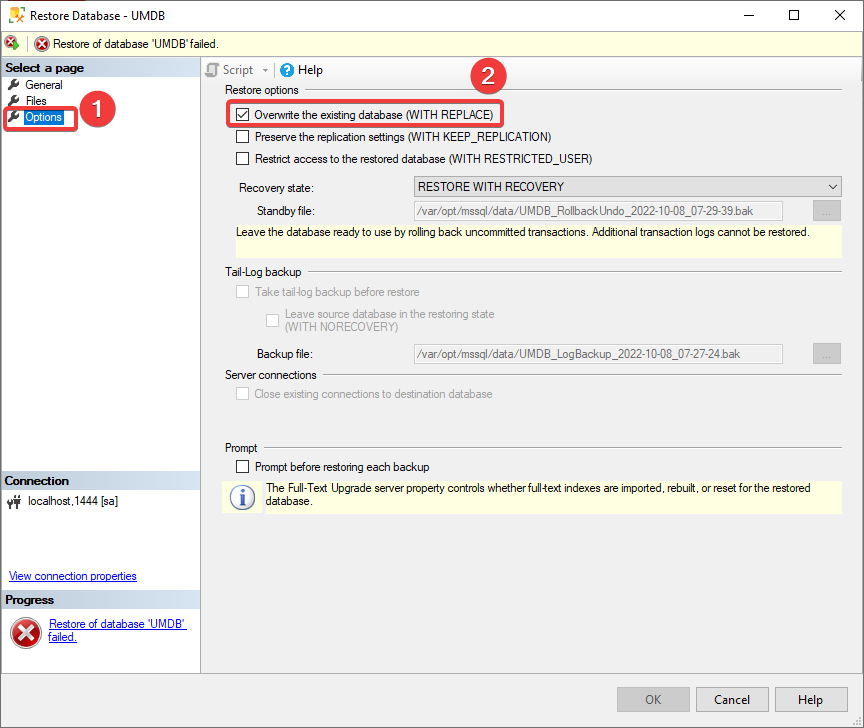 Restore Database - UMDB
Restore of database 'UMDB' failed.
Select a page
General
Files
Options
1
Script
Help
2
Restore options
Overwrite the existing database (WITH REPLACE)
Preserve the replication settings (WITH KEEP_REPLICATION)
Restrict access to the restored database (WITH RESTRICTED_USER)
Recovery state:
RESTORE WITH RECOVERY
Standby file:
/var/opt/mssql/data/UMDB_RollbackUndo_2022-10-08_07-29-39.bak
...
Leave the database ready to use by rolling back uncommitted transactions. Additional transaction logs cannot be restored.
Tail-Log backup
Take tail-log backup before restore
Leave source database in the restoring state
(WITH NORECOVERY)
Backup file:
/var/opt/mssql/data/UMDB_LogBackup_2022-10-08_07-27-24.bak
...
Server connections
Close existing connections to destination database
Prompt
Prompt before restoring each backup
The Full-Text Upgrade server property controls whether full-text indexes are imported, rebuilt, or reset for the restored
database.
Connection
localhost,1444 [sa]
View connection properties
Progress
Restore of database 'UMDB'
failed.
OK
Cancel
Help